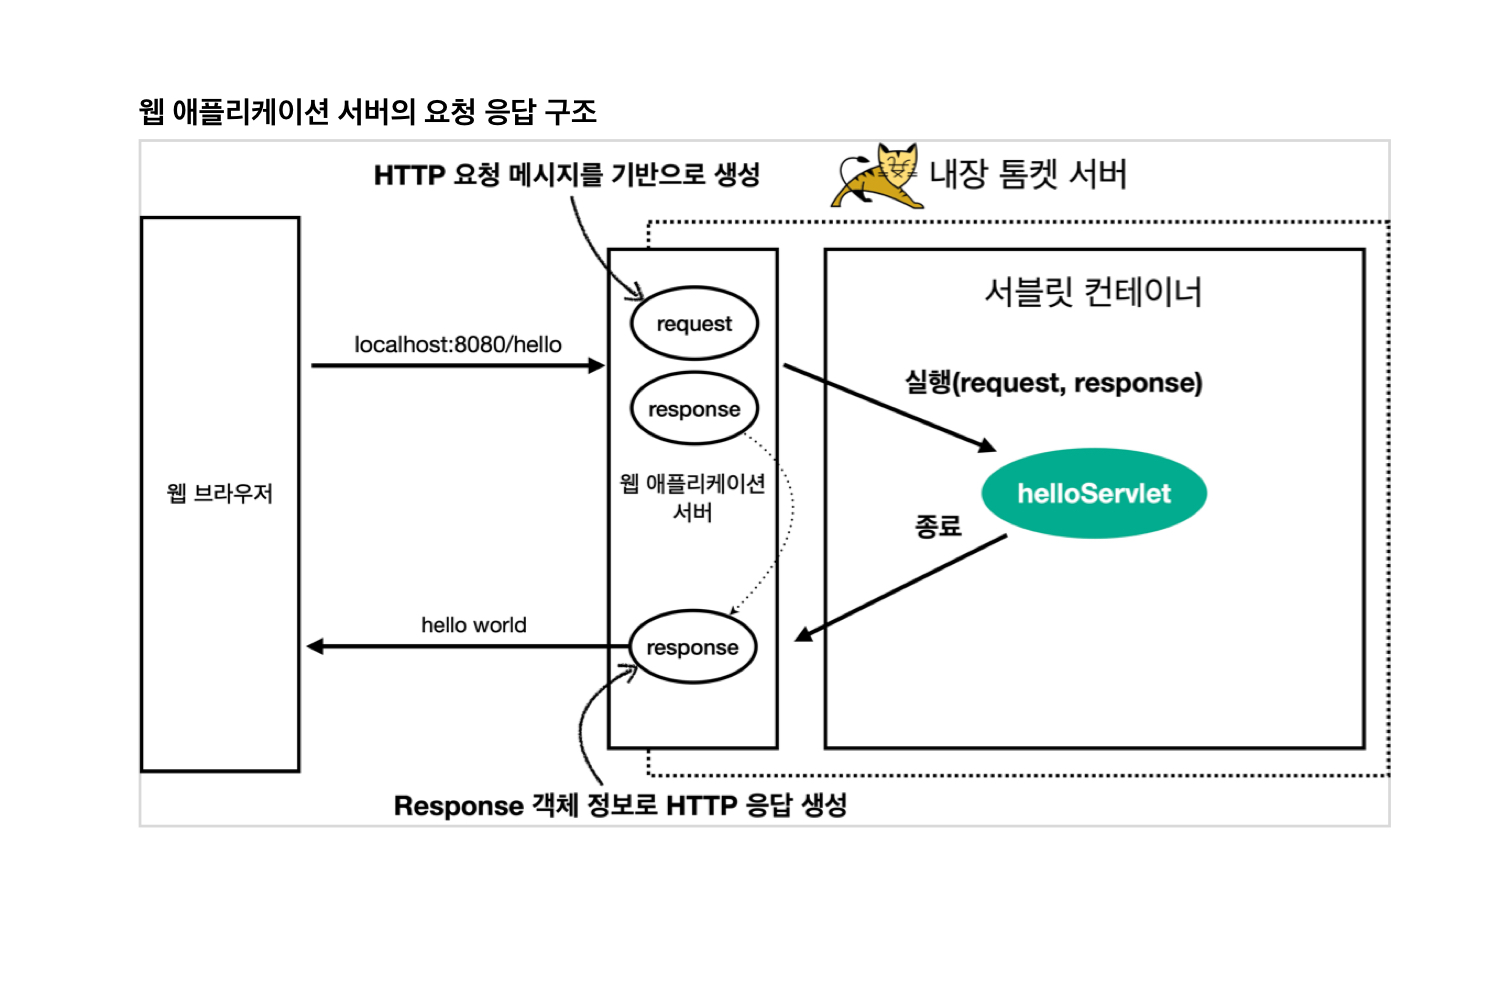 웹 애플리케이션 서버의 요청 응답 구조
HTTP 요청 메시지를 기반으로 생성
내장 톰켓 서버
서블릿 컨테이너
request
localhost:8080/hello
실행(request, response)
response
웹 애플리케이션
서버
웹 브라우저
helloServlet
종료
hello world
response
Response 객체 정보로 HTTP 응답 생성